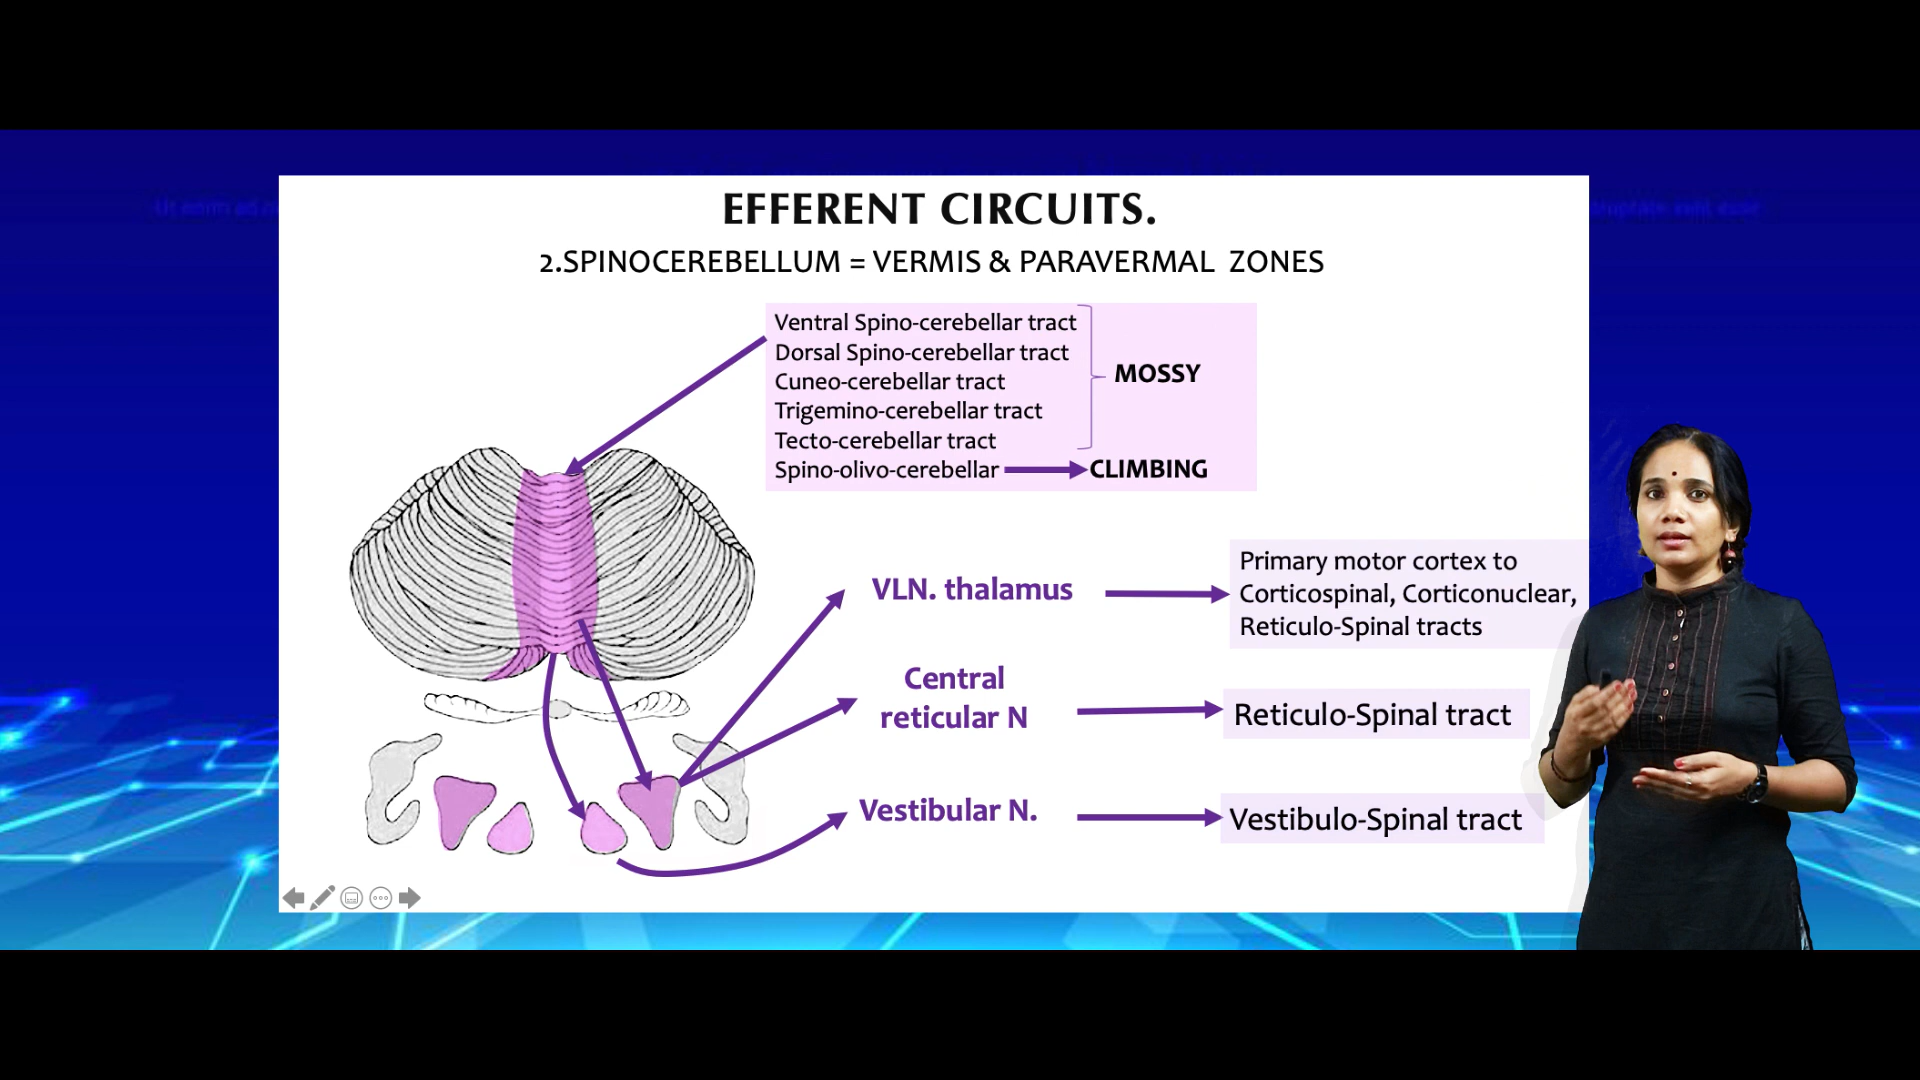 EFFERENT CIRCUITS.
2.SPINOCEREBELLUM = VERMIS & PARAVERMAL ZONES
Ventral Spino-cerebellar tract
Dorsal Spino-cerebellar tract
Cuneo-cerebellar tract
Trigemino-cerebellar tract
Tecto-cerebellar tract
MOSSY
Spino-olivo-cerebellar
CLIMBING
VLN. thalamus
Primary motor cortex to
Corticospinal, Corticonuclear,
Reticulo-Spinal tracts
Central
reticular N
Reticulo-Spinal tract
Vestibular N.
Vestibulo-Spinal tract